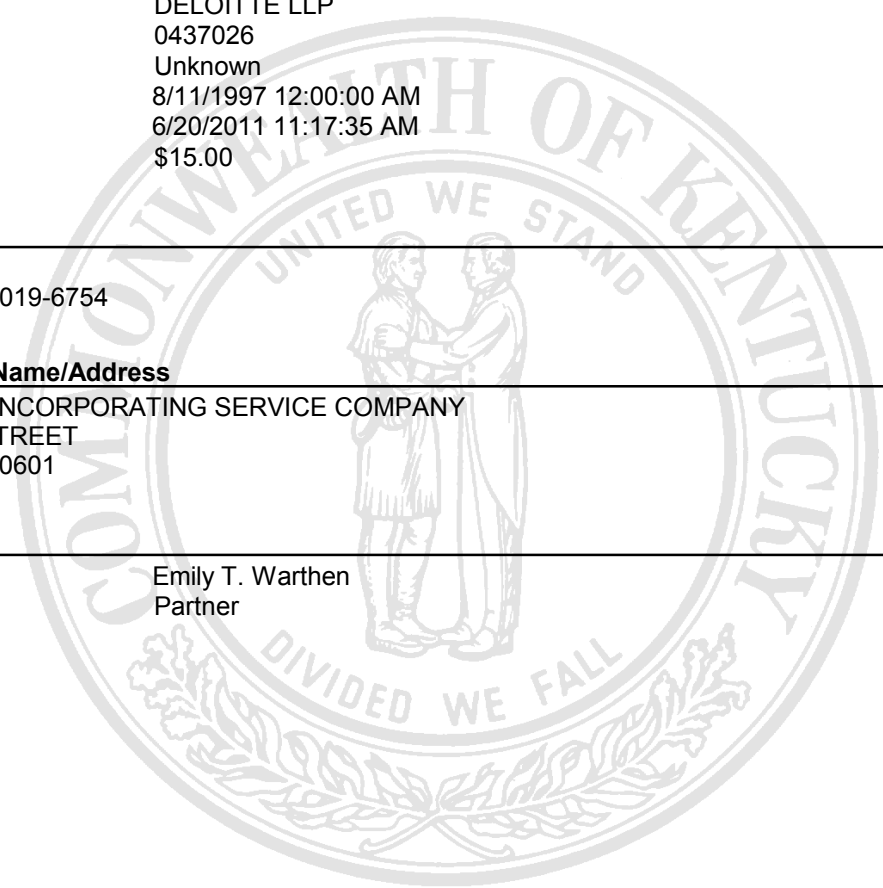 DELOITTE LLP
0437026
Unknown
8/11/1997 12:00:00 AM
6/20/2011 11:17:35 AM
$15.00
COMMONWEALTH OF KENTUCKY
UNITED WE STAND
019-6754
Name/Address
NCORPORATING SERVICE COMPANY
TREET
0601
Emily T. Warthen
Partner
DIVIDED WE FALL